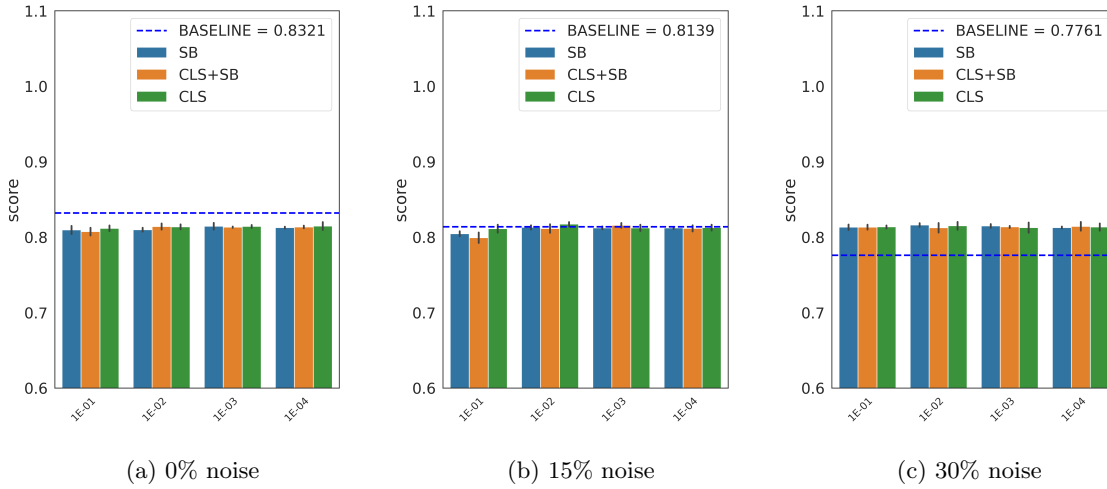 1.1
1.0
0.9
0.8
0.7
0.6
score
BASELINE = 0.8321
SB
CLS+SB
CLS
1E-01
1E-02
1E-03
1E-04
(a) 0% noise
1.1
1.0
0.9
0.8
0.7
0.6
score
BASELINE = 0.8139
SB
CLS+SB
CLS
1E-01
1E-02
1E-03
1E-04
(b) 15% noise
1.1
1.0
0.9
0.8
0.7
0.6
score
BASELINE = 0.7761
SB
CLS+SB
CLS
1E-01
1E-02
1E-03
1E-04
(c) 30% noise